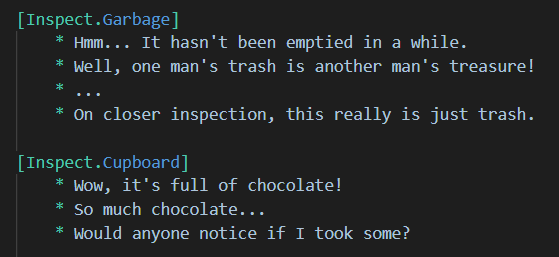 [Inspect.Garbage]
* Hmm... It hasn't been emptied in a while.
* Well, one man's trash is another man's treasure!
* ...
* On closer inspection, this really is just trash.
[Inspect.Cupboard]
* Wow, it's full of chocolate!
* So much chocolate...
* Would anyone notice if I took some?